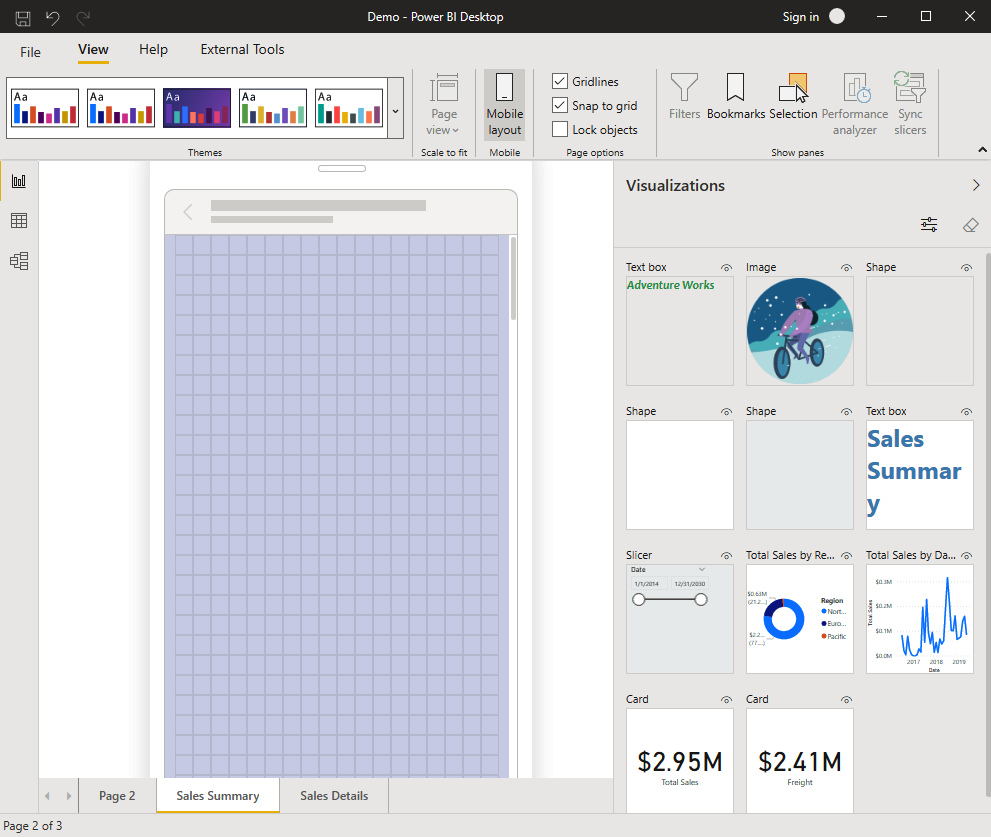 Demo - Power BI Desktop
Sign in
File
View
Help
External Tools
Aa
Aa
Aa
Aa
Aa
Page
view
Mobile
layout
Gridlines
Snap to grid
Lock objects
Filters
Bookmarks
Selection
Performance
analyzer
Sync
slicers
Themes
Scale to fit
Mobile
Page options
Show panes
Visualizations
Text box
Image
Shape
Adventure Works
Shape
Shape
Text box
Sales
Summar
y
Slicer
Total Sales by Re...
Total Sales by Da...
Date
1/1/2014
12/31/2030
$0.63M
(21.2...)
$2.2...
(77....)
Region
Nort...
Euro...
Pacific
Total Sales
$0.3M
$0.2M
$0.1M
$0.0M
2017
2018
2019
Date
Card
Card
$2.95M
Total Sales
$2.41M
Freight
Page 2
Sales Summary
Sales Details
Page 2 of 3